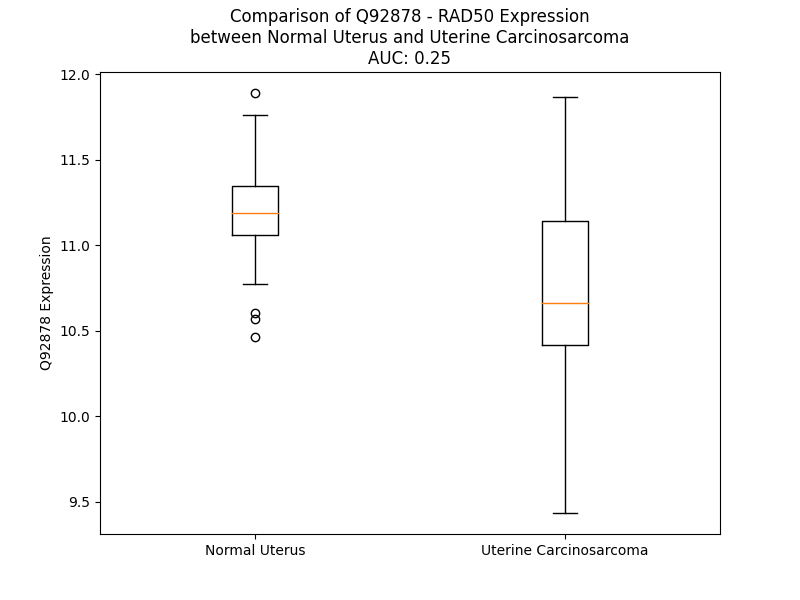 Comparison of Q92878 - RAD50 Expression
between Normal Uterus and Uterine Carcinosarcoma
AUC: 0.25
12.0
11.5
11.0
10.5
10.0
9.5
Q92878 Expression
Normal Uterus
Uterine Carcinosarcoma